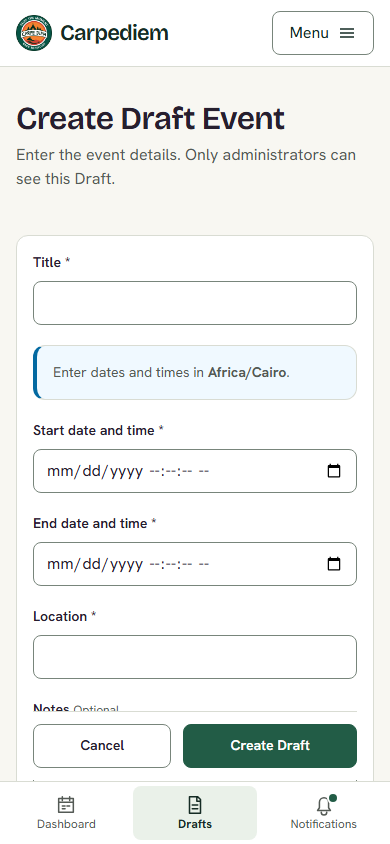 Carpediem
Menu
Create Draft Event
Enter the event details. Only administrators can
see this Draft.
Title *
Enter dates and times in Africa/Cairo.
Start date and time *
mm/dd/yyyy --:--:-- --
End date and time *
mm/dd/yyyy --:--:-- --
Location *
Notes Optional
Cancel
Create Draft
Dashboard
Drafts
Notifications